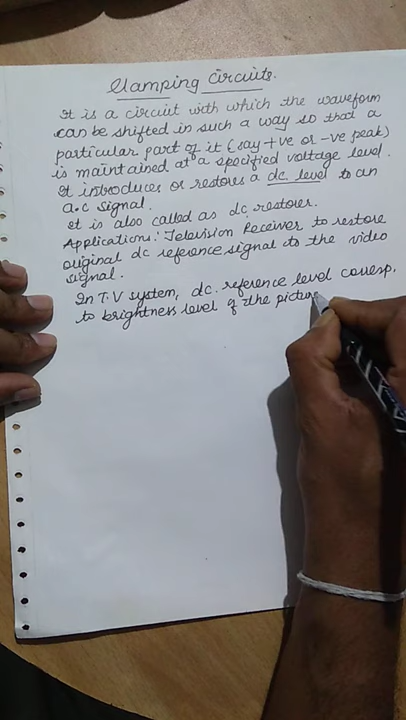 Clamping Circuits.
It is a circuit with which the waveform
can be shifted in such a way so that a
particular part of it (say +ve or -ve peak)
is maintained at a specified voltage level.
It introduces or restores a dc level to an
a.c signal.
It is also called as dc restorer.
Applications: Television Receiver to restore
original dc reference signal to the video
signal.
In T.V system, dc. reference level corresp.
to brightness level of the picture